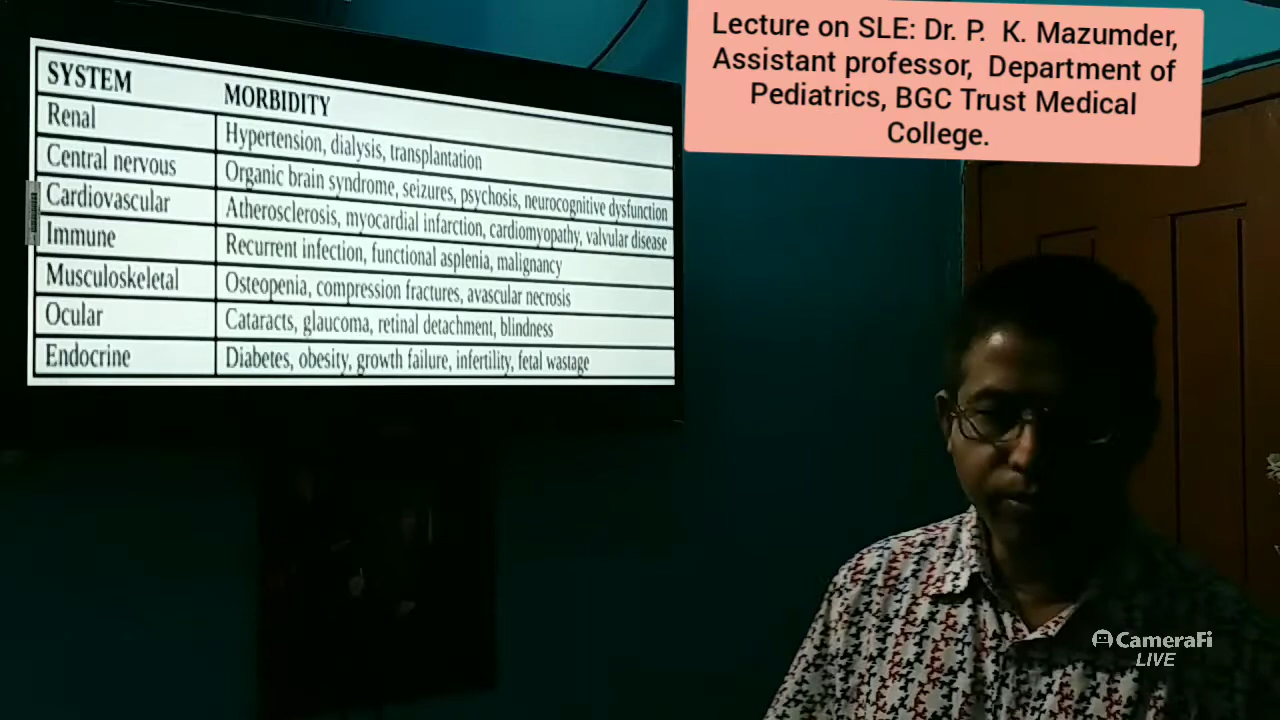 Lecture on SLE: Dr. P. K. Mazumder,
Assistant professor, Department of
Pediatrics, BGC Trust Medical
College.
SYSTEM MORBIDITY
Renal Hypertension, dialysis, transplantation
Central nervous Organic brain syndrome, seizures, psychosis, neurocognitive dysfunction
Cardiovascular Atherosclerosis, myocardial infarction, cardiomyopathy, valvular disease
Immune Recurrent infection, functional asplenia, malignancy
Musculoskeletal Osteopenia, compression fractures, avascular necrosis
Ocular Cataracts, glaucoma, retinal detachment, blindness
Endocrine Diabetes, obesity, growth failure, infertility, fetal wastage
CameraFi
LIVE